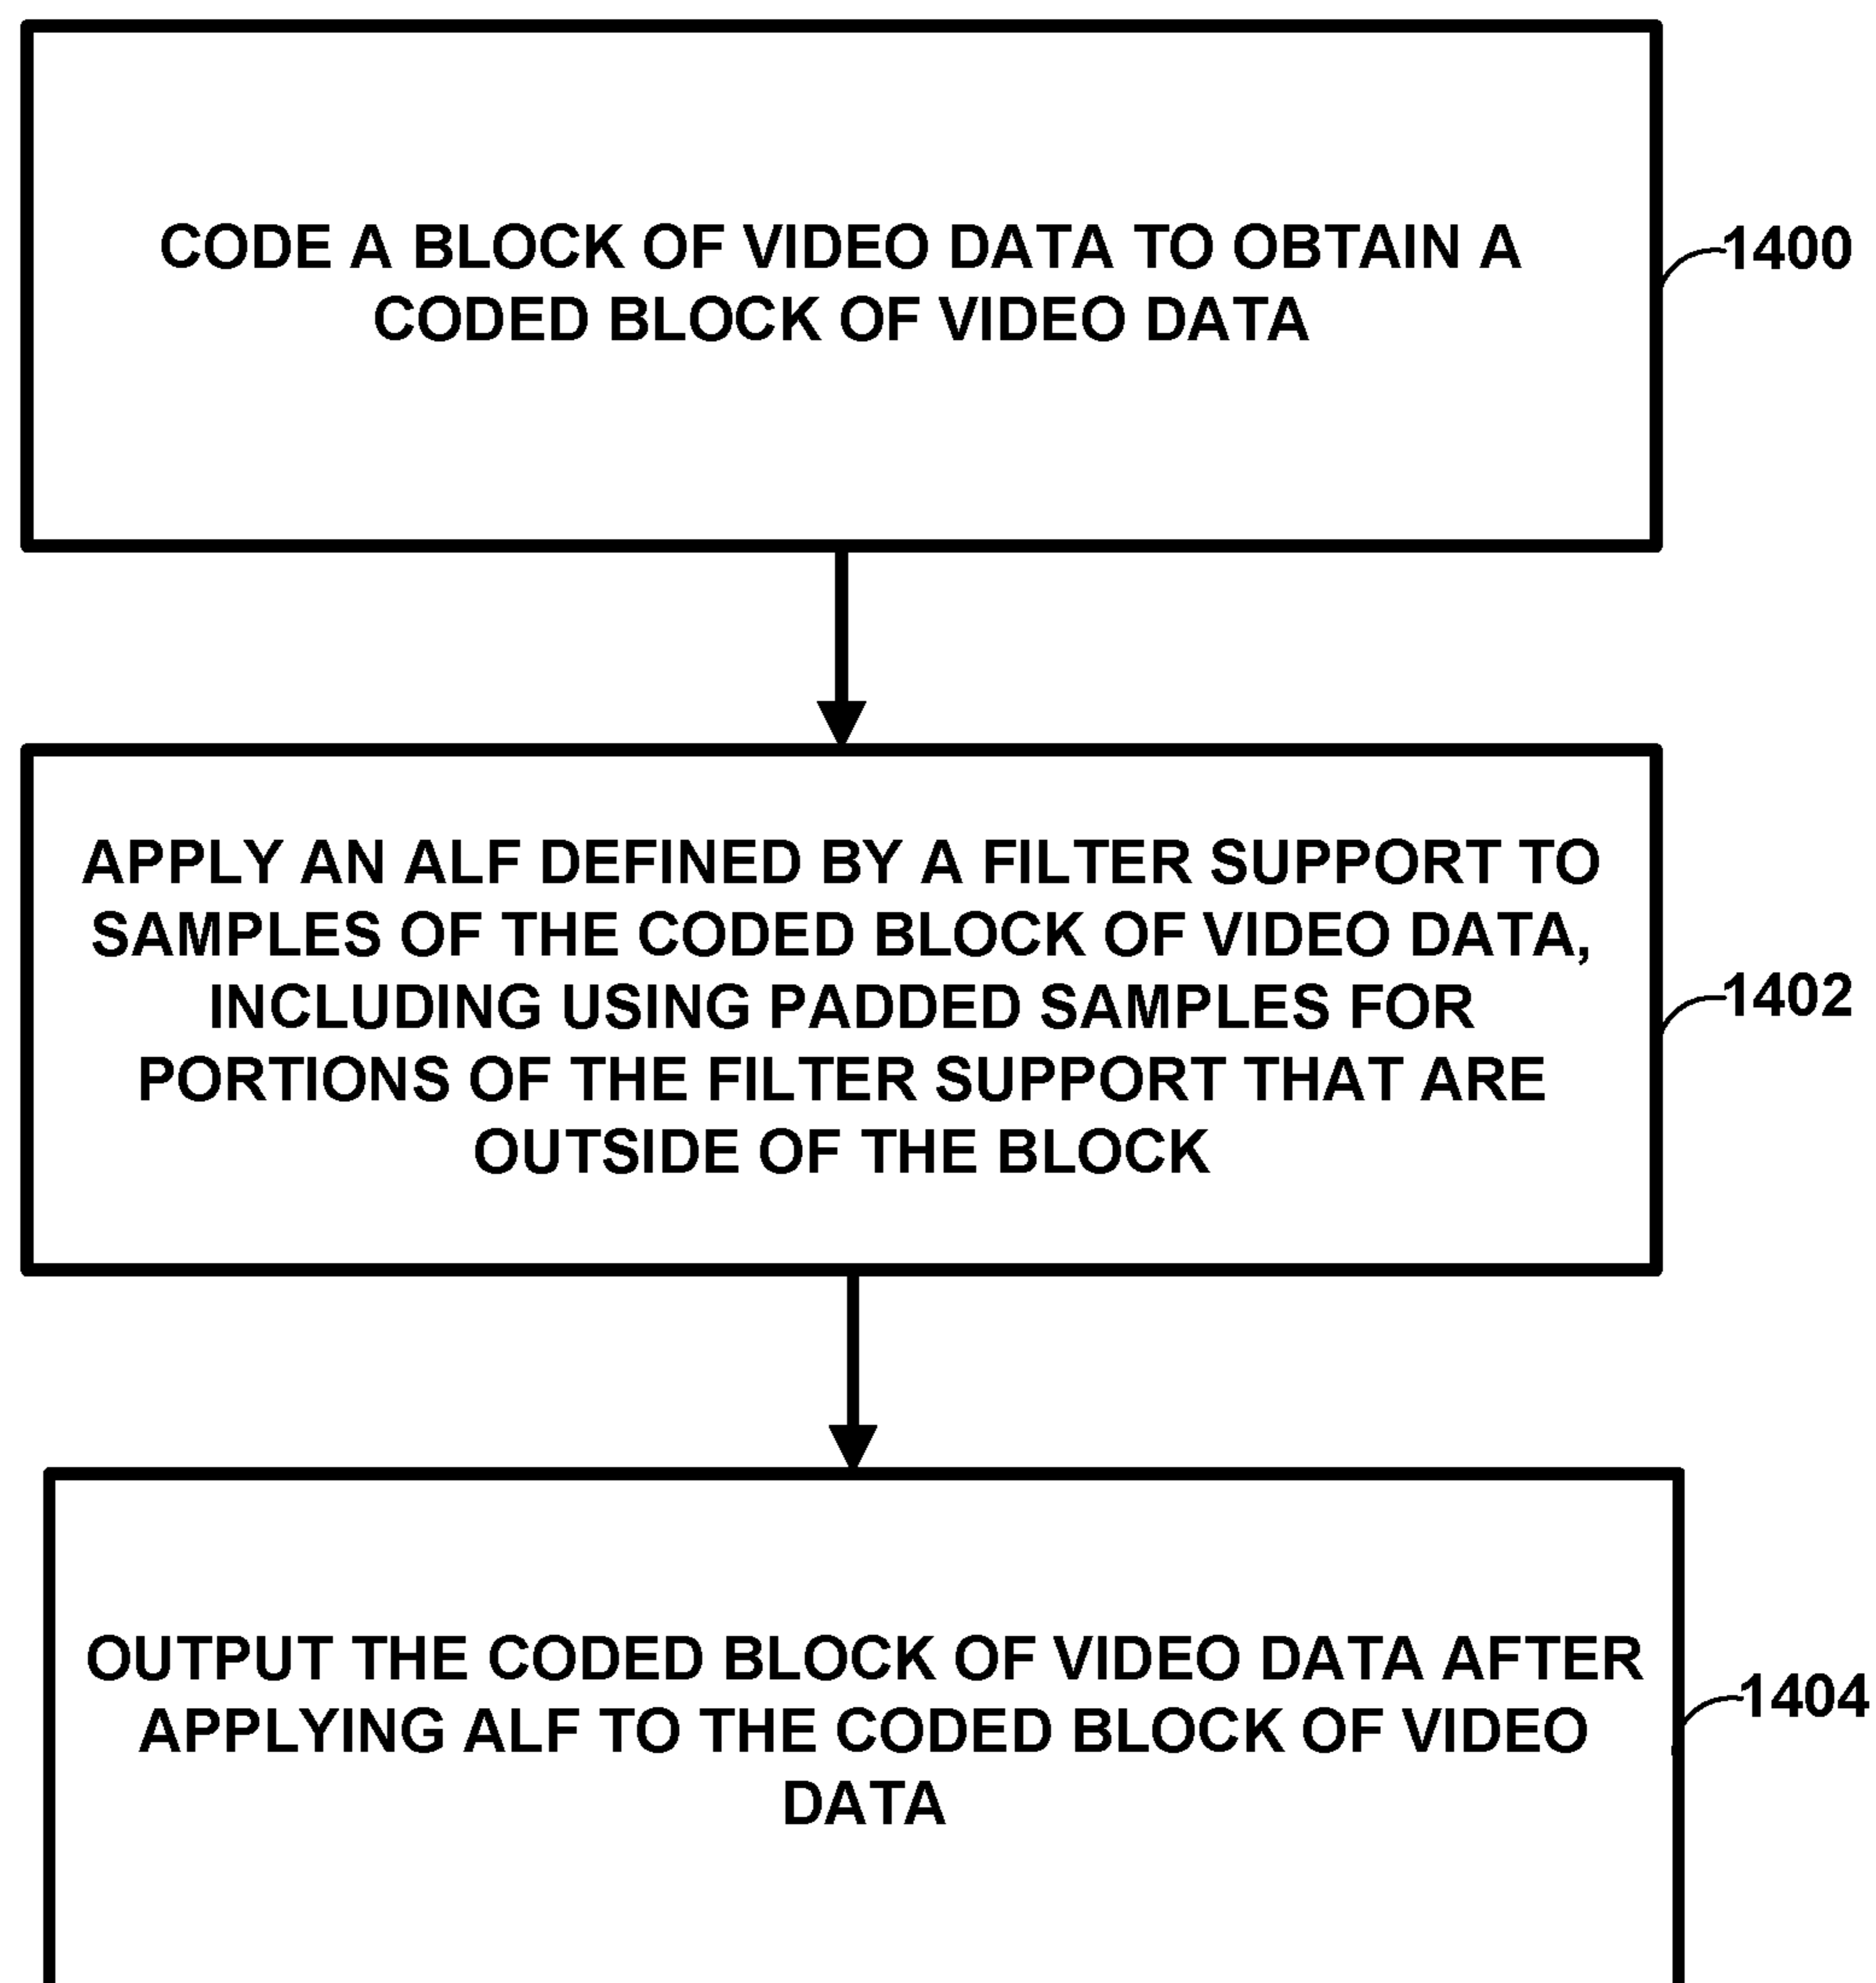 CODE A BLOCK OF VIDEO DATA TO OBTAIN A
CODED BLOCK OF VIDEO DATA
1400
APPLY AN ALF DEFINED BY A FILTER SUPPORT TO
SAMPLES OF THE CODED BLOCK OF VIDEO DATA,
INCLUDING USING PADDED SAMPLES FOR
PORTIONS OF THE FILTER SUPPORT THAT ARE
OUTSIDE OF THE BLOCK
1402
OUTPUT THE CODED BLOCK OF VIDEO DATA AFTER
APPLYING ALF TO THE CODED BLOCK OF VIDEO
DATA
1404